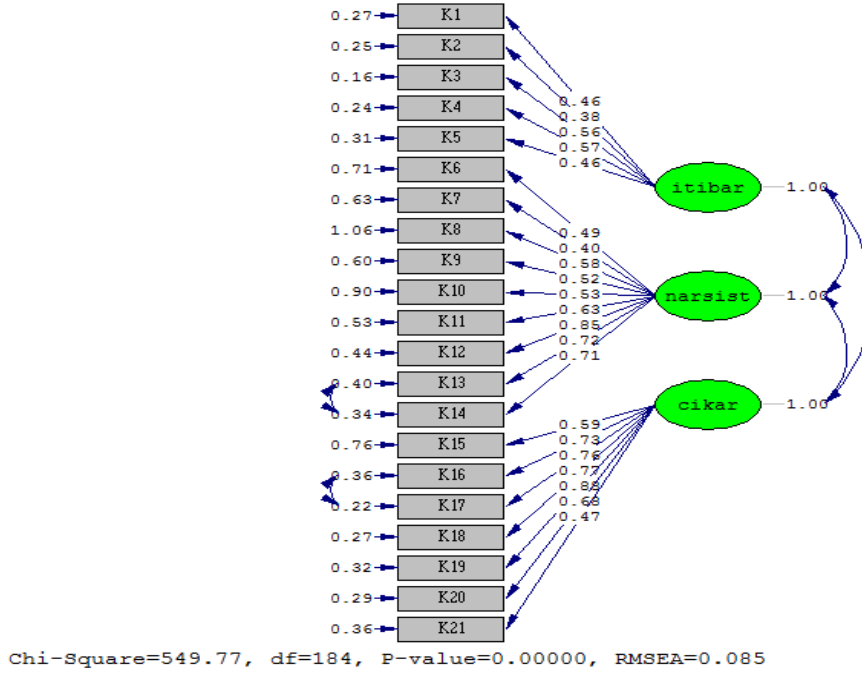 0.27 K1
0.25 K2
0.16 K3
0.24 K4
0.31 K5
0.71 K6
0.63 K7
1.06 K8
0.60 K9
0.90 K10
0.53 K11
0.44 K12
0.40 K13
0.34 K14
0.76 K15
0.36 K16
0.22 K17
0.27 K18
0.32 K19
0.29 K20
0.36 K21
0.46
0.38
0.56
0.57
0.46
itibar 1.00
0.49
0.40
0.58
0.52
0.53
0.63
0.85
0.72
0.71
narsist 1.00
0.59
0.73
0.76
0.77
0.88
0.68
0.47
cikar 1.00
Chi-Square=549.77, df=184, P-value=0.00000, RMSEA=0.085